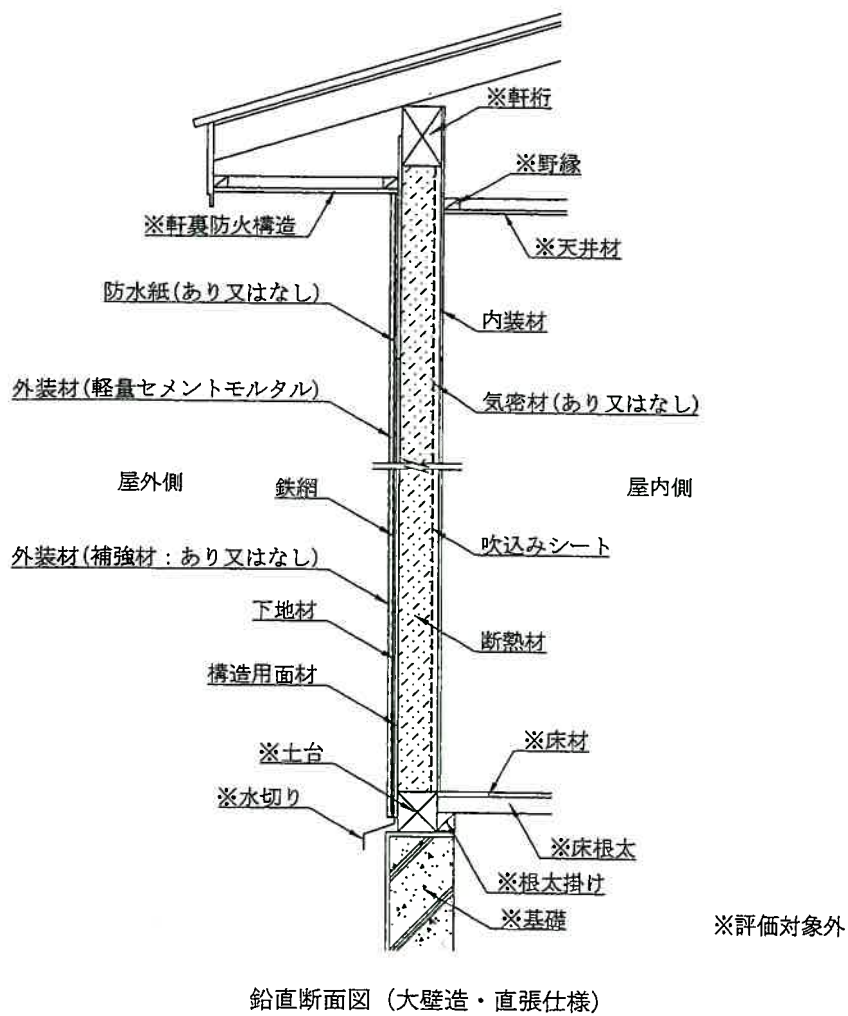 ※軒桁
※野縁
※軒裏防火構造
※天井材
防水紙(あり又はなし)
内装材
外装材(軽量セメントモルタル)
気密材(あり又はなし)
屋外側
鉄網
屋内側
外装材(補強材：あり又はなし)
吹込みシート
下地材
断熱材
構造用面材
※土台
※床材
※水切り
※床根太
※根太掛け
※基礎
※評価対象外
鉛直断面図（大壁造・直張仕様）